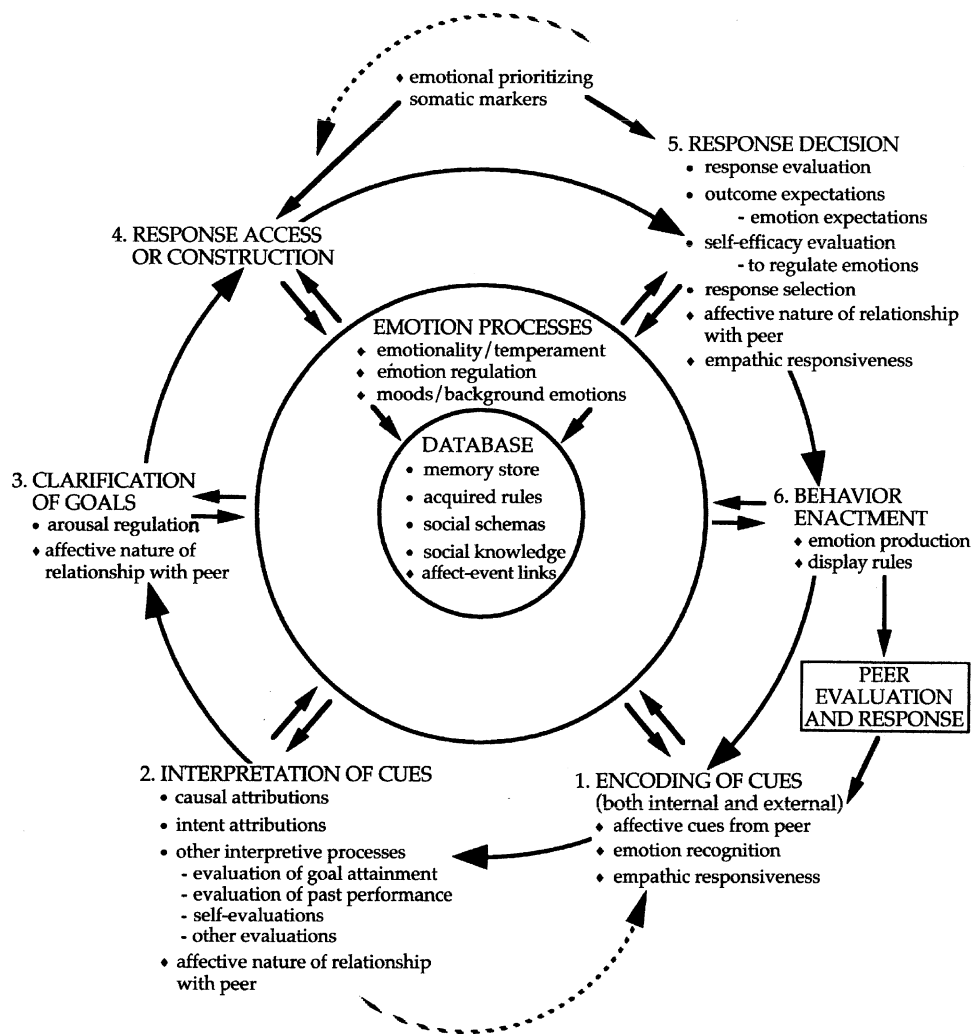 ♦ emotional prioritizing
somatic markers
5. RESPONSE DECISION
• response evaluation
• outcome expectations
- emotion expectations
• self-efficacy evaluation
- to regulate emotions
• response selection
♦ affective nature of relationship
with peer
♦ empathic responsiveness
4. RESPONSE ACCESS
OR CONSTRUCTION
EMOTION PROCESSES
♦ emotionality/temperament
♦ emotion regulation
♦ moods/background emotions
DATABASE
• memory store
• acquired rules
• social schemas
• social knowledge
♦ affect-event links
3. CLARIFICATION
OF GOALS
• arousal regulation
♦ affective nature of
relationship with peer
6. BEHAVIOR
ENACTMENT
♦ emotion production
♦ display rules
PEER
EVALUATION
AND RESPONSE
2. INTERPRETATION OF CUES
• causal attributions
• intent attributions
• other interpretive processes
- evaluation of goal attainment
- evaluation of past performance
- self-evaluations
- other evaluations
♦ affective nature of relationship
with peer
1. ENCODING OF CUES
(both internal and external)
♦ affective cues from peer
♦ emotion recognition
♦ empathic responsiveness